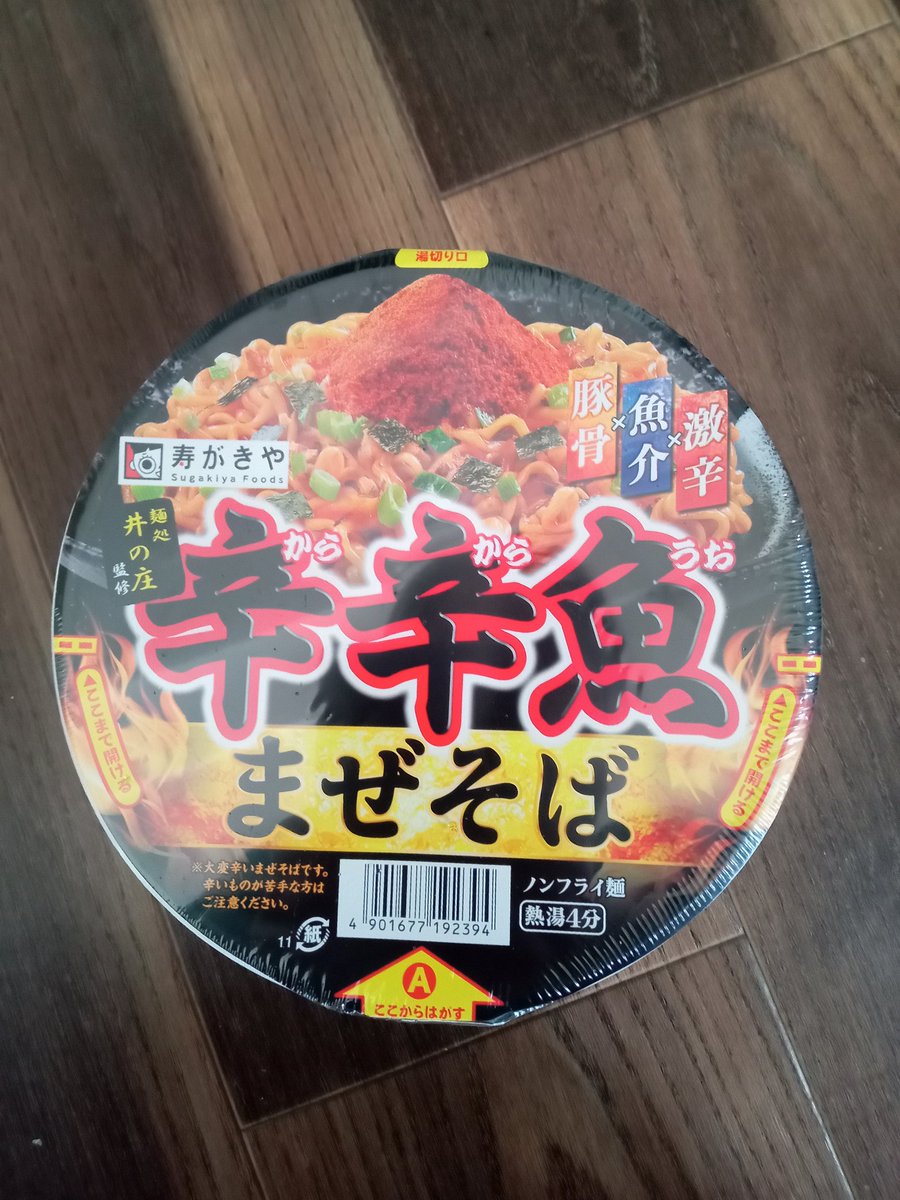 湯切り口
豚骨
×
魚介
×
激辛
寿がきや
Sugakiya Foods
麺処
井の庄
監修
から から うお
辛辛魚
まぜそば
ここまで開ける
ここまで開ける
※大変辛いまぜそばです。
辛いものが苦手な方は
ご注意ください。
ノンフライ麺
熱湯4分
4 901677 192394
11
紙
A
ここからはがす